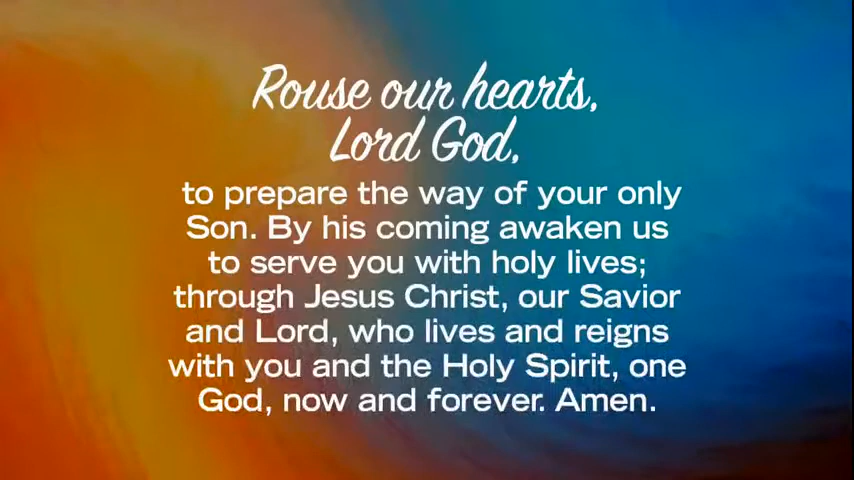 Rouse our hearts,
Lord God,
to prepare the way of your only
Son. By his coming awaken us
to serve you with holy lives;
through Jesus Christ, our Savior
and Lord, who lives and reigns
with you and the Holy Spirit, one
God, now and forever. Amen.